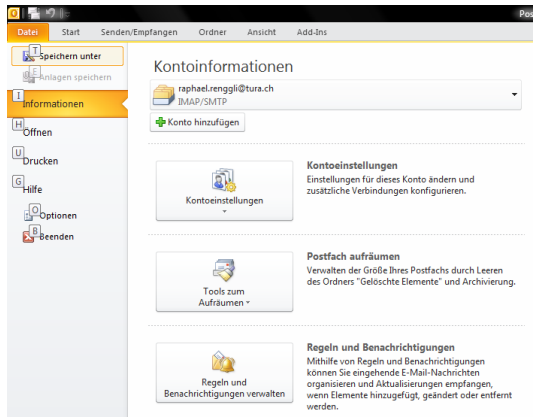 Pos
Datei Start Senden/Empfangen Ordner Ansicht Add-Ins
T
Speichern unter
E
Anlagen speichern
I
Informationen
H
Öffnen
U
Drucken
G
Hilfe
O
Optionen
B
Beenden
Kontoinformationen
raphael.renggli@tura.ch
IMAP/SMTP
Konto hinzufügen
Kontoeinstellungen
Kontoeinstellungen
Einstellungen für dieses Konto ändern und
zusätzliche Verbindungen konfigurieren.
Tools zum
Aufräumen
Postfach aufräumen
Verwalten der Größe Ihres Postfachs durch Leeren
des Ordners "Gelöschte Elemente" und Archivierung.
Regeln und
Benachrichtigungen verwalten
Regeln und Benachrichtigungen
Mithilfe von Regeln und Benachrichtigungen
können Sie eingehende E-Mail-Nachrichten
organisieren und Aktualisierungen empfangen,
wenn Elemente hinzugefügt, geändert oder entfernt
werden.